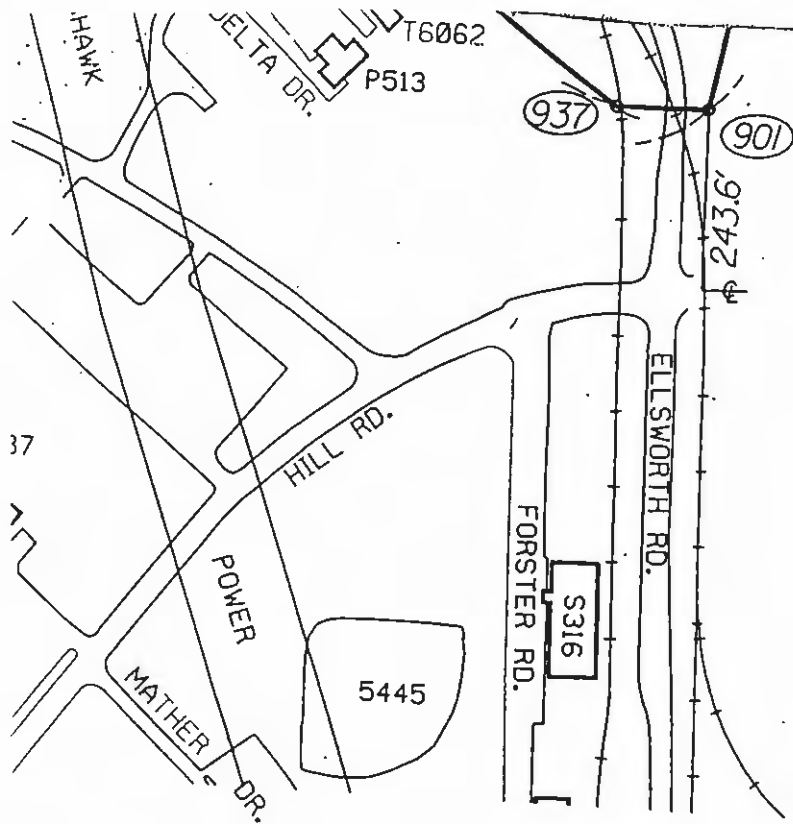 HAWK
DELTA DR.
T6062
P513
937
901
243.6'
37
HILL RD.
ELLSWORTH RD.
FORSTER RD.
S316
POWER
5445
MATHER DR.